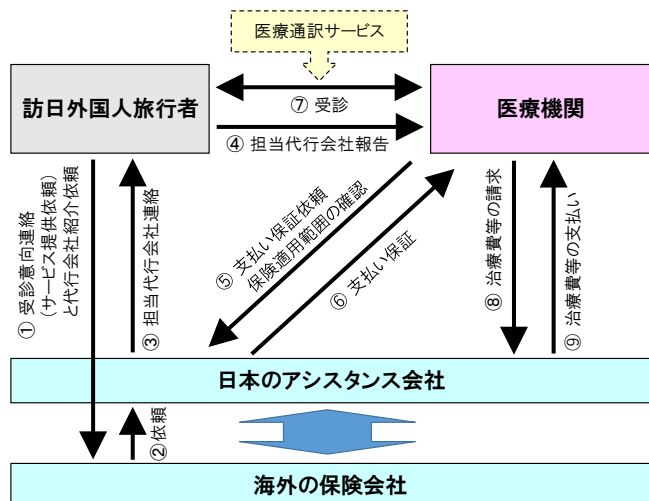 医療通訳サービス
訪日外国人旅行者
医療機関
⑦ 受診
④ 担当代行会社報告
① 受診意向連絡
（サービス提供依頼）
と代行会社紹介依頼
③ 担当代行会社連絡
⑤ 支払い保証依頼
保険適用範囲の確認
⑥ 支払い保証
⑧ 治療費等の請求
⑨ 治療費等の支払い
日本のアシスタンス会社
②依頼
海外の保険会社